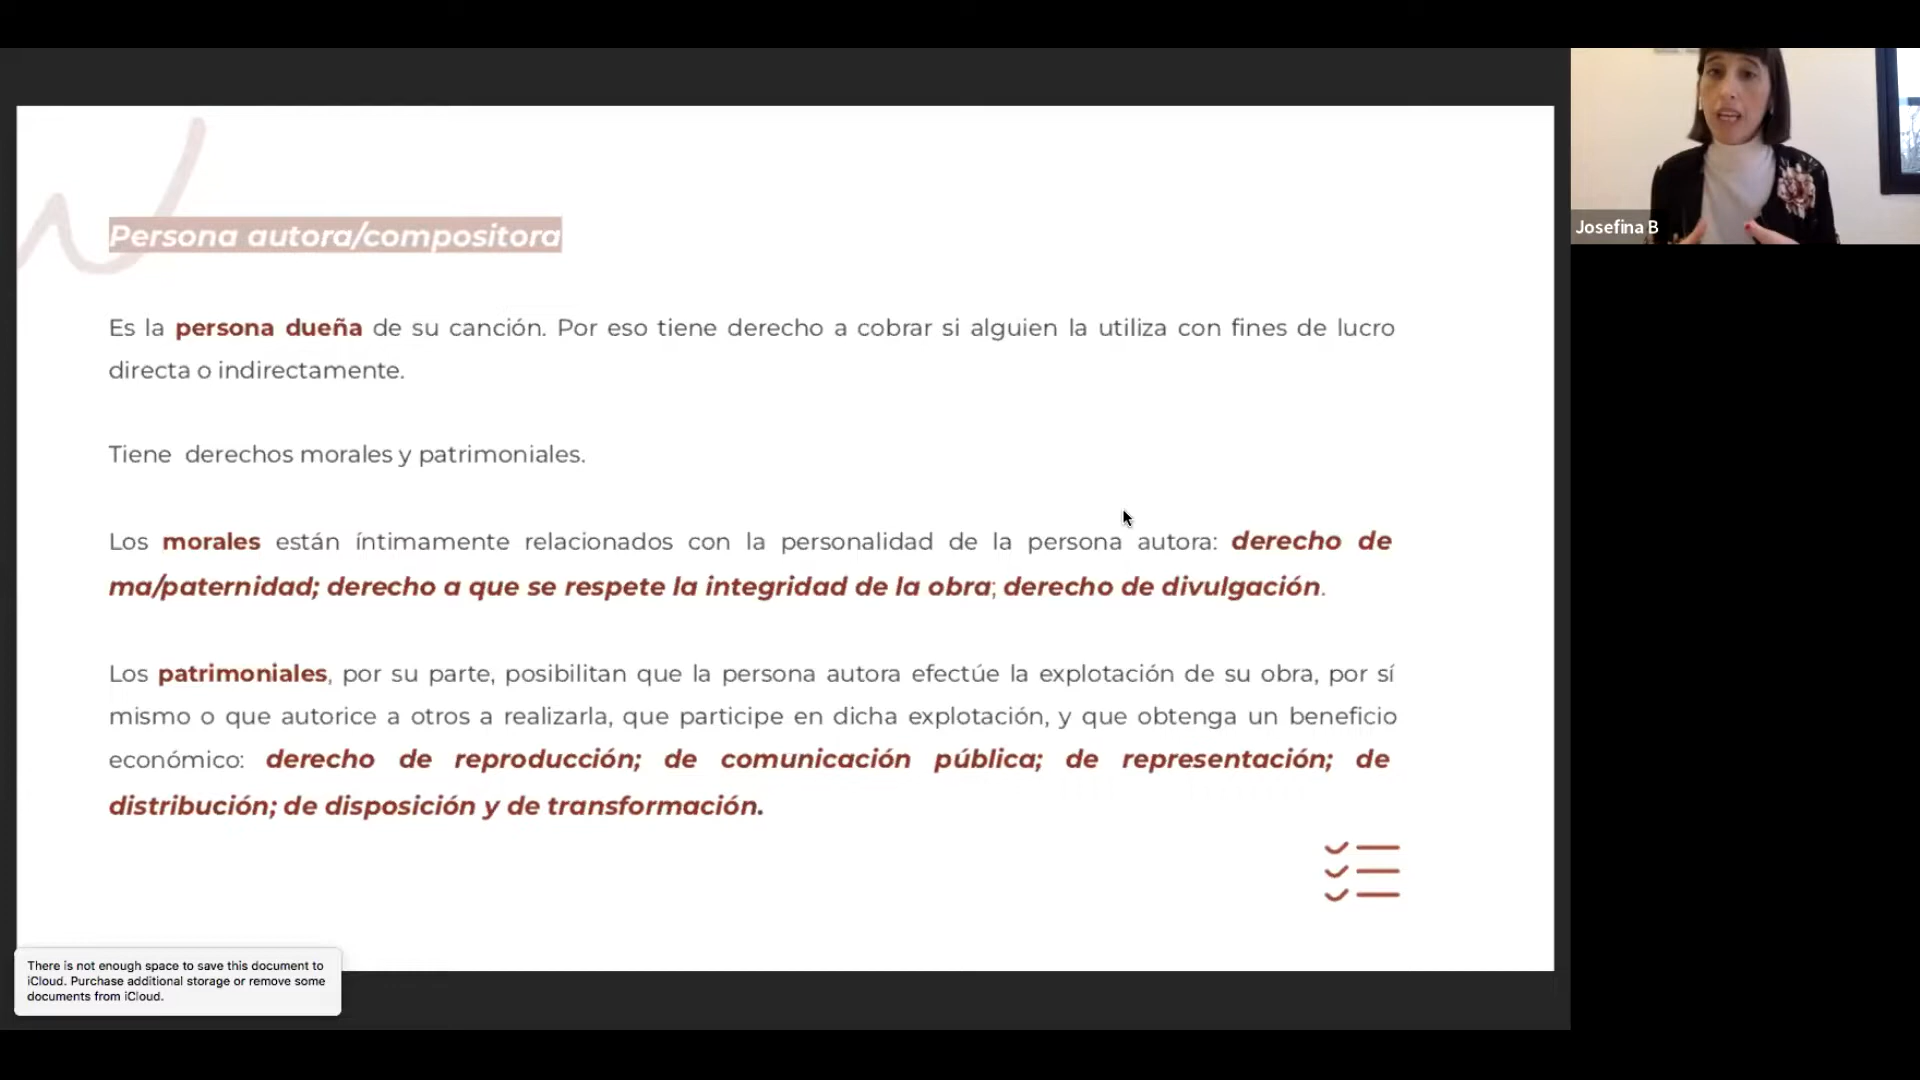 Persona autora/compositora
Es la persona dueña de su canción. Por eso tiene derecho a cobrar si alguien la utiliza con fines de lucro
directa o indirectamente.
Tiene derechos morales y patrimoniales.
Los morales están íntimamente relacionados con la personalidad de la persona autora: derecho de
ma/paternidad; derecho a que se respete la integridad de la obra; derecho de divulgación.
Los patrimoniales, por su parte, posibilitan que la persona autora efectúe la explotación de su obra, por sí
mismo o que autorice a otros a realizarla, que participe en dicha explotación, y que obtenga un beneficio
económico: derecho de reproducción; de comunicación pública; de representación; de
distribución; de disposición y de transformación.
There is not enough space to save this document to
iCloud. Purchase additional storage or remove some
documents from iCloud.
Josefina B